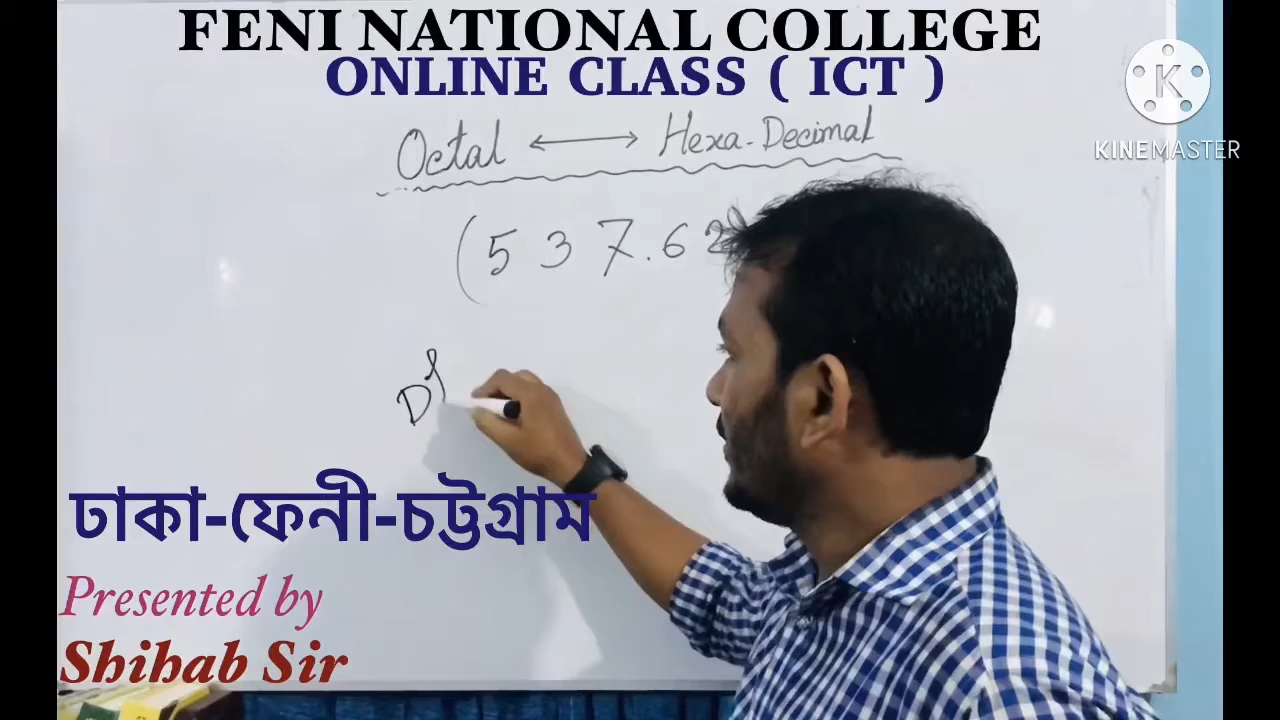 FENI NATIONAL COLLEGE
ONLINE CLASS ( ICT )
KINEMASTER
Octal ⟷ Hexa-Decimal
(5 3 7.6 2
ঢাকা-ফেনী-চট্টগ্রাম
Presented by
Shihab Sir